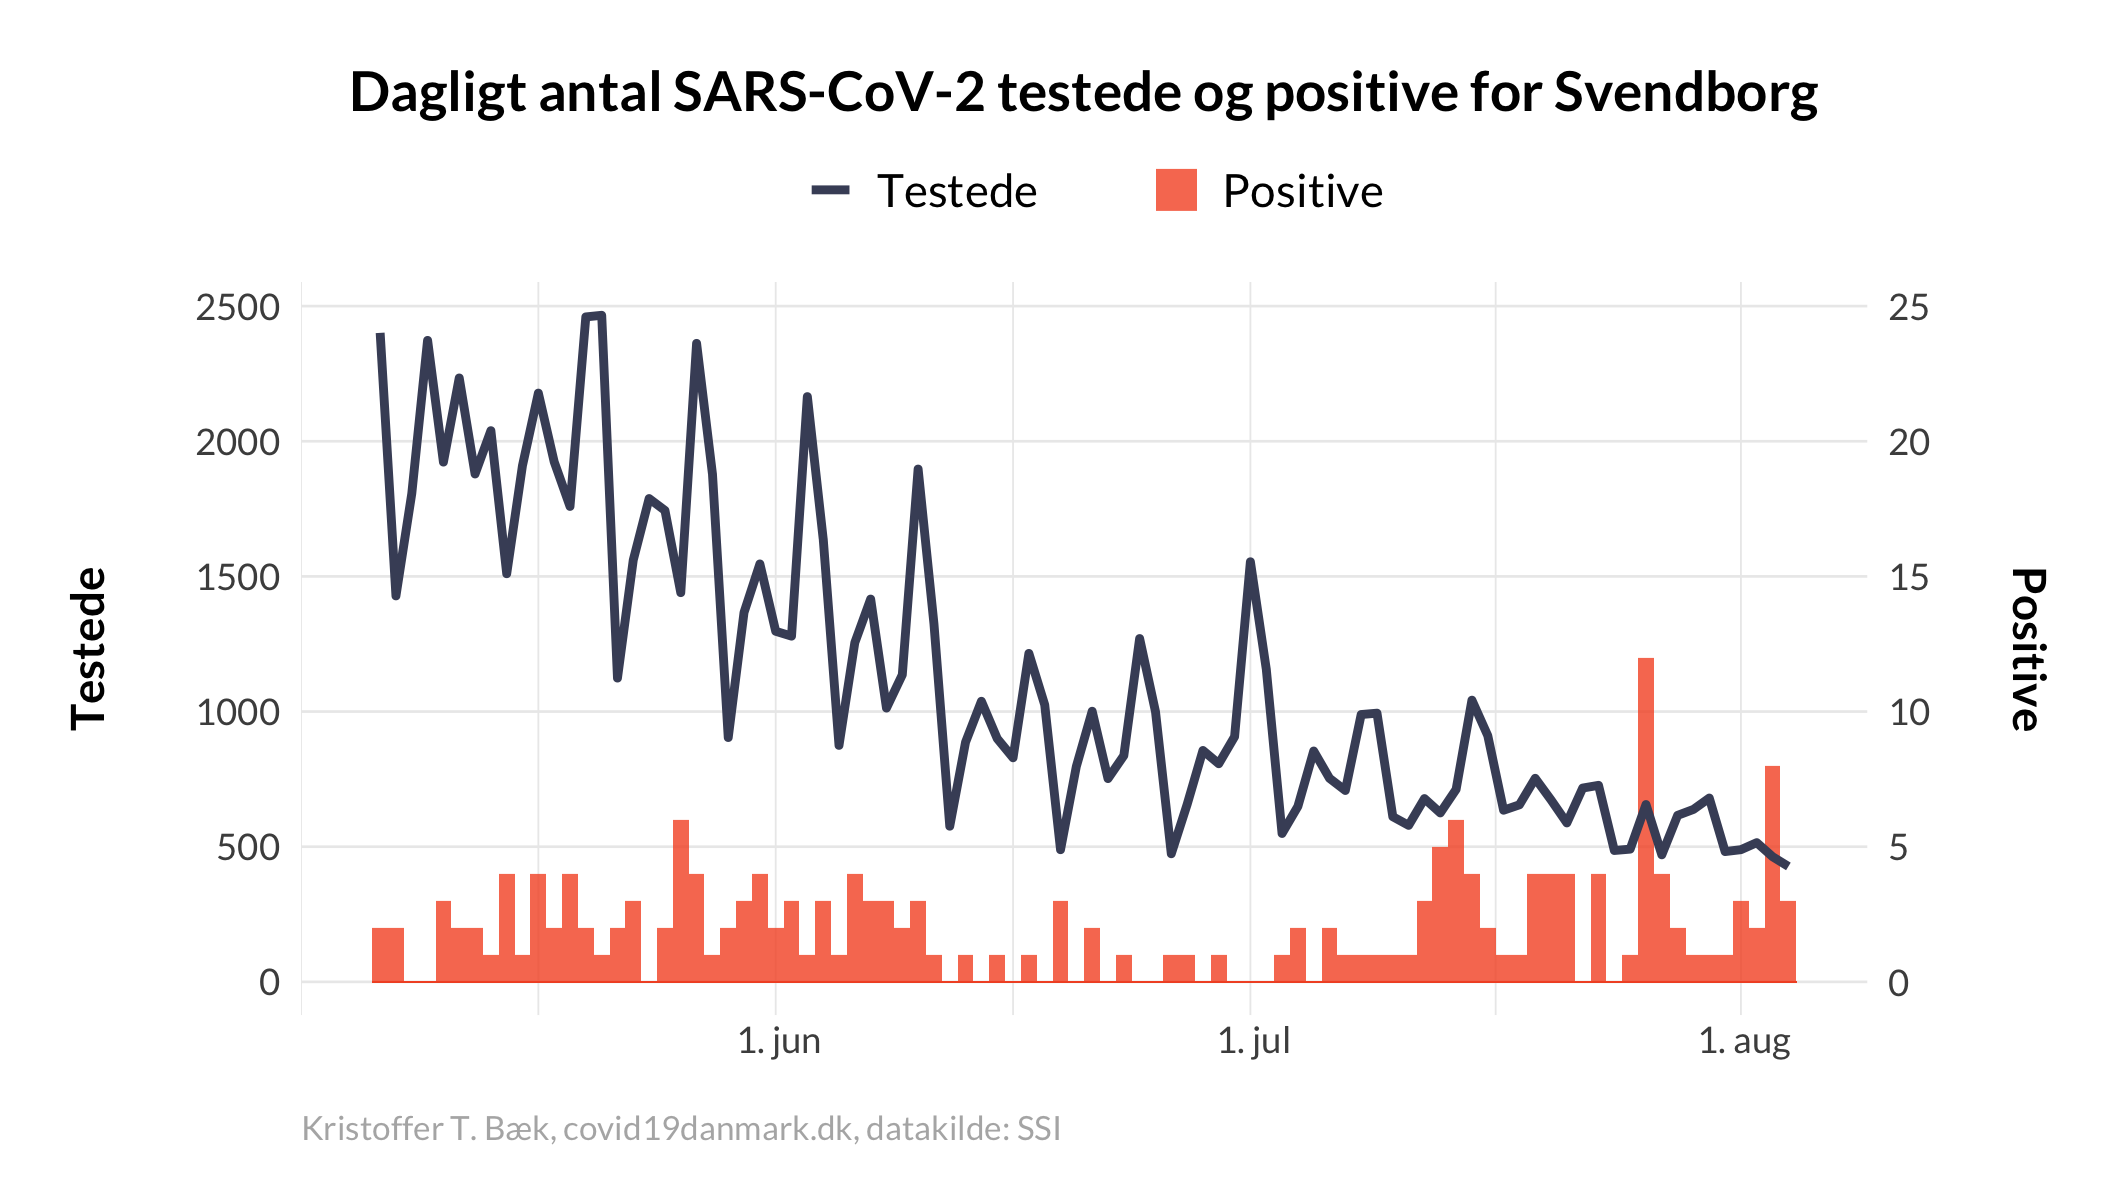 Dagligt antal SARS-CoV-2 testede og positive for Svendborg
Testede
Positive
2500
2000
1500
1000
500
0
Testede
25
20
15
10
5
0
Positive
1. jun
1. jul
1. aug
Kristoffer T. Bæk, covid19danmark.dk, datakilde: SSI